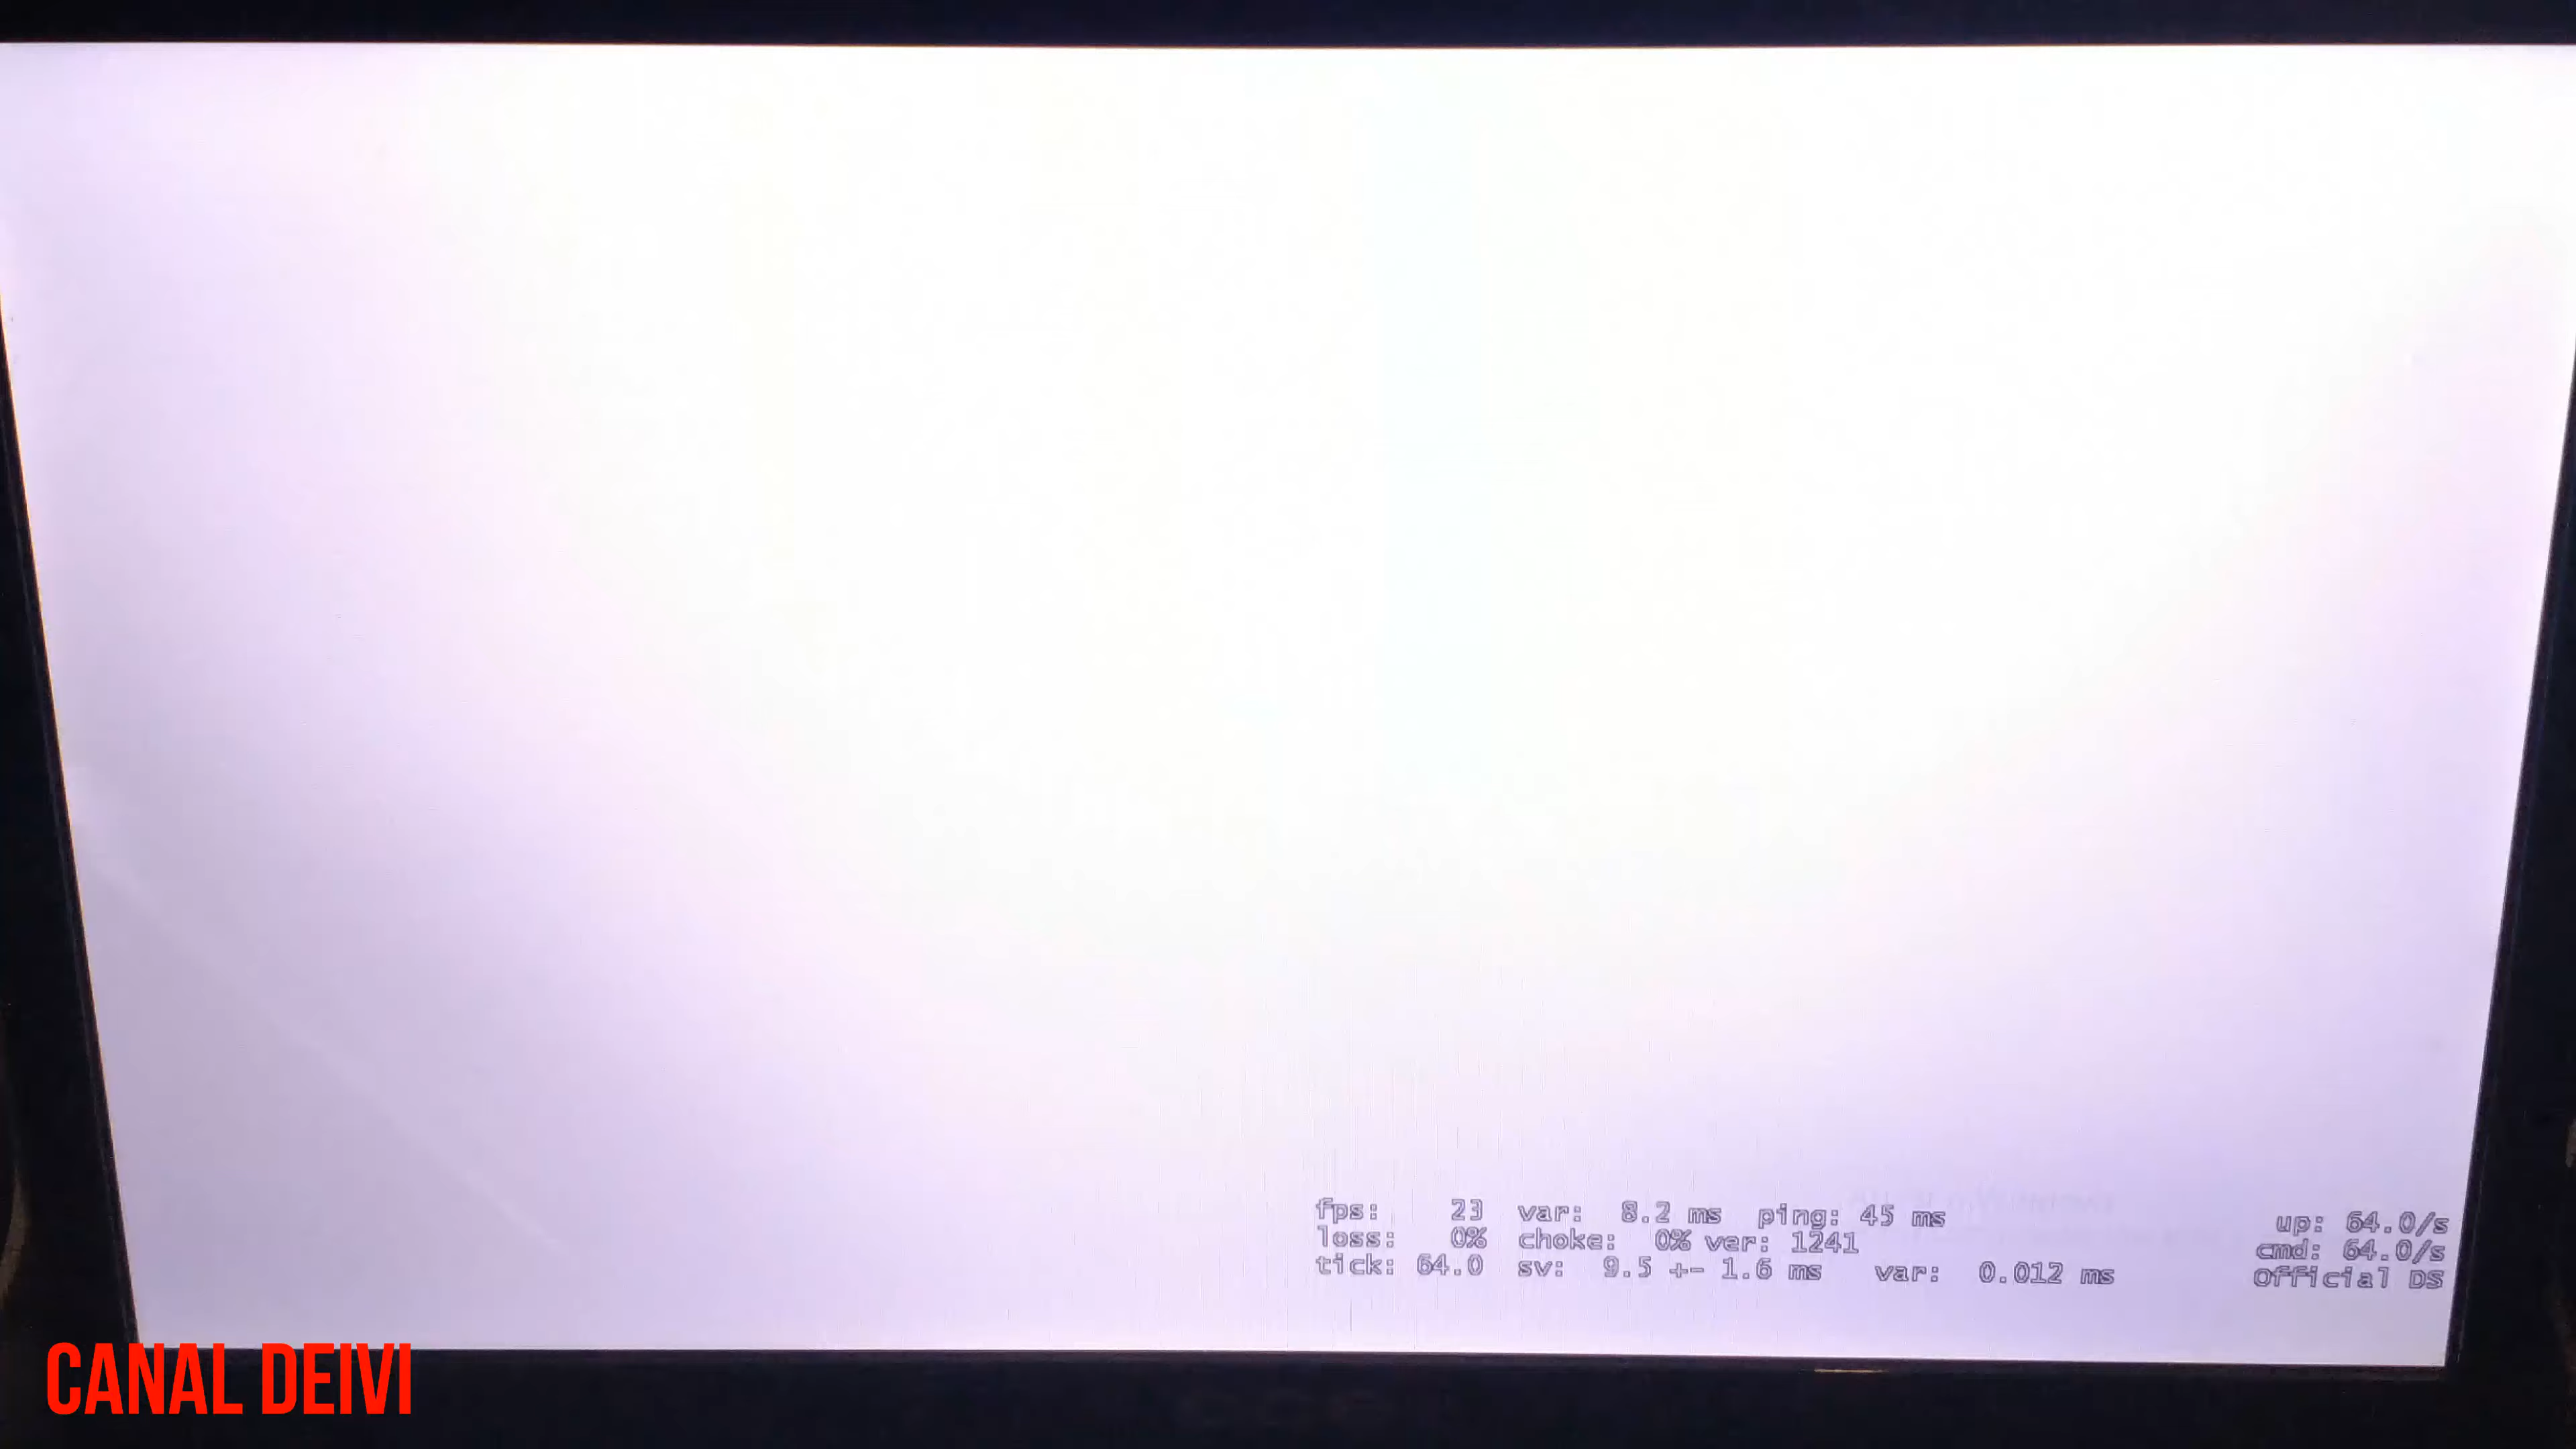 fps: 23 var: 8.2 ms ping: 45 ms up: 64.0/s
loss: 0% choke: 0% ver: 1241 cmd: 64.0/s
tick: 64.0 sv: 9.5 +- 1.6 ms var: 0.012 ms Official DS
CANAL DEIVI